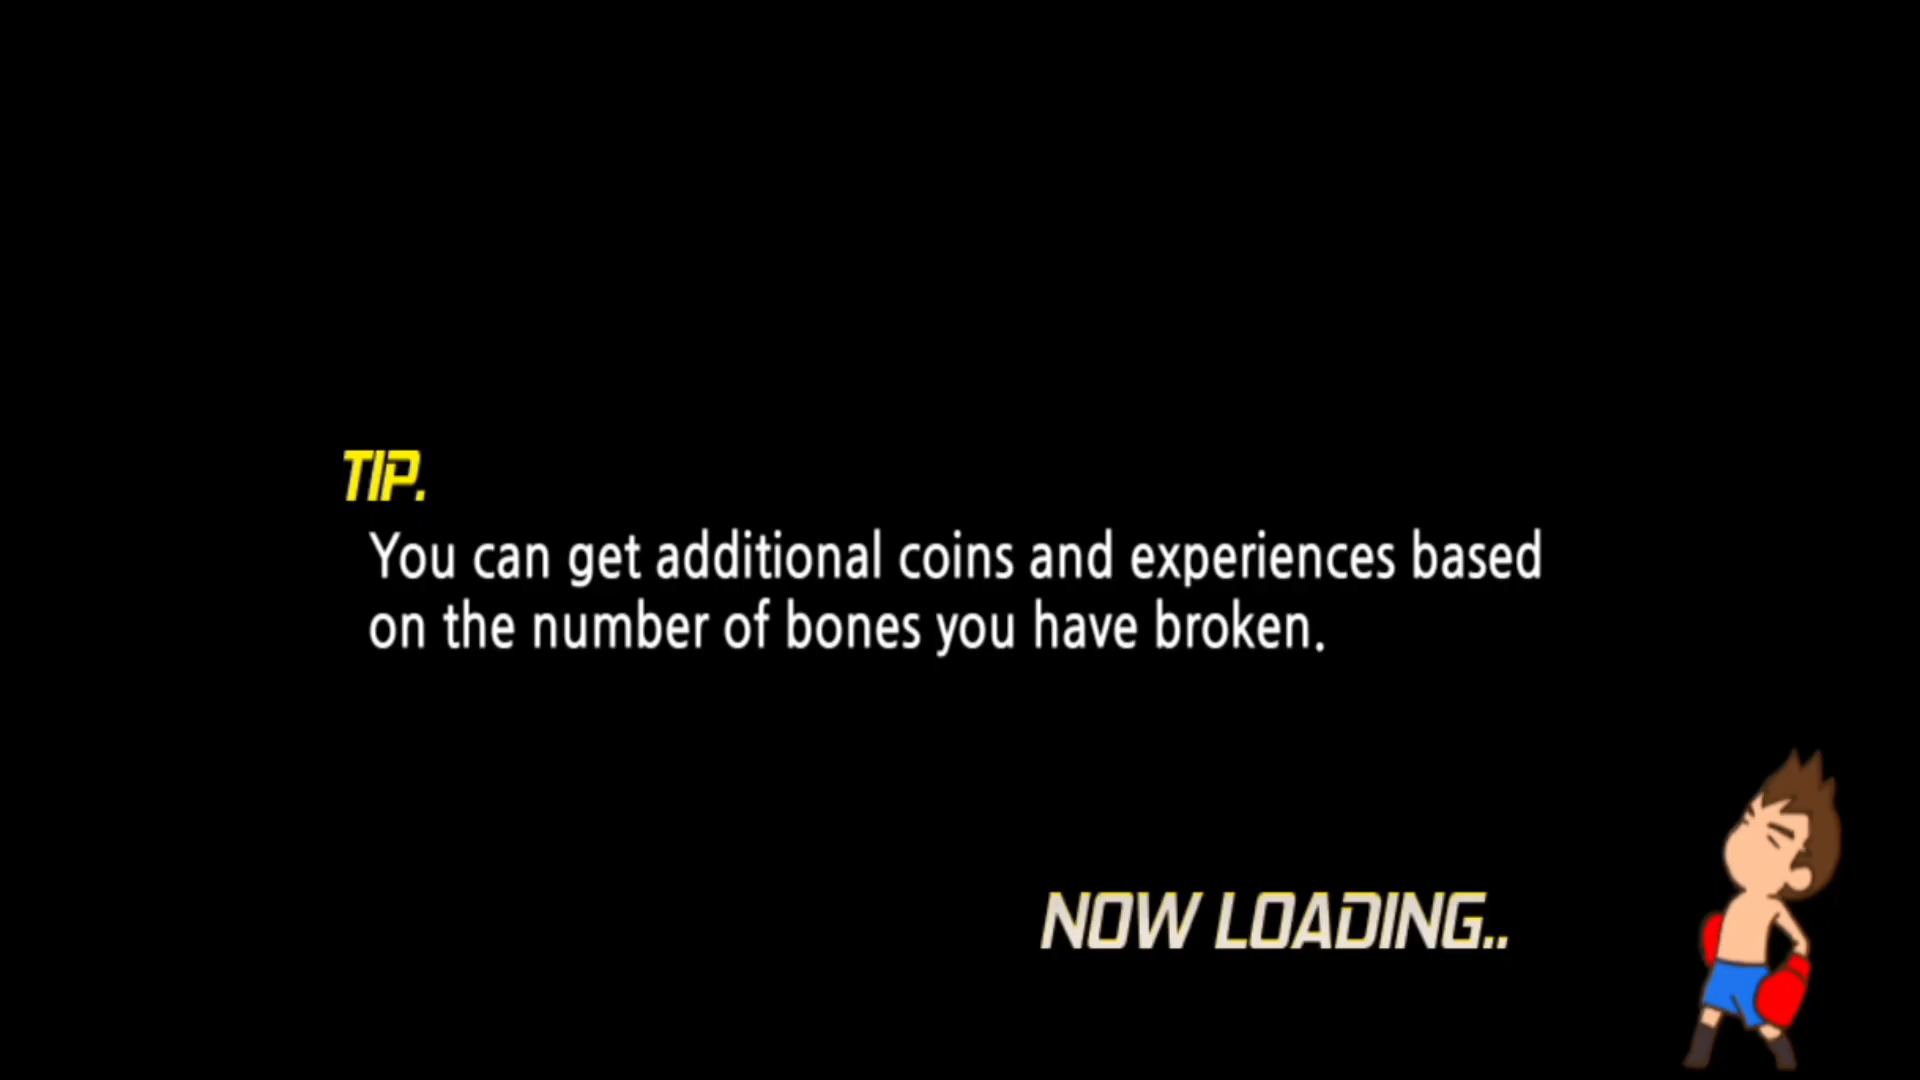 TIP.
You can get additional coins and experiences based
on the number of bones you have broken.
NOW LOADING..